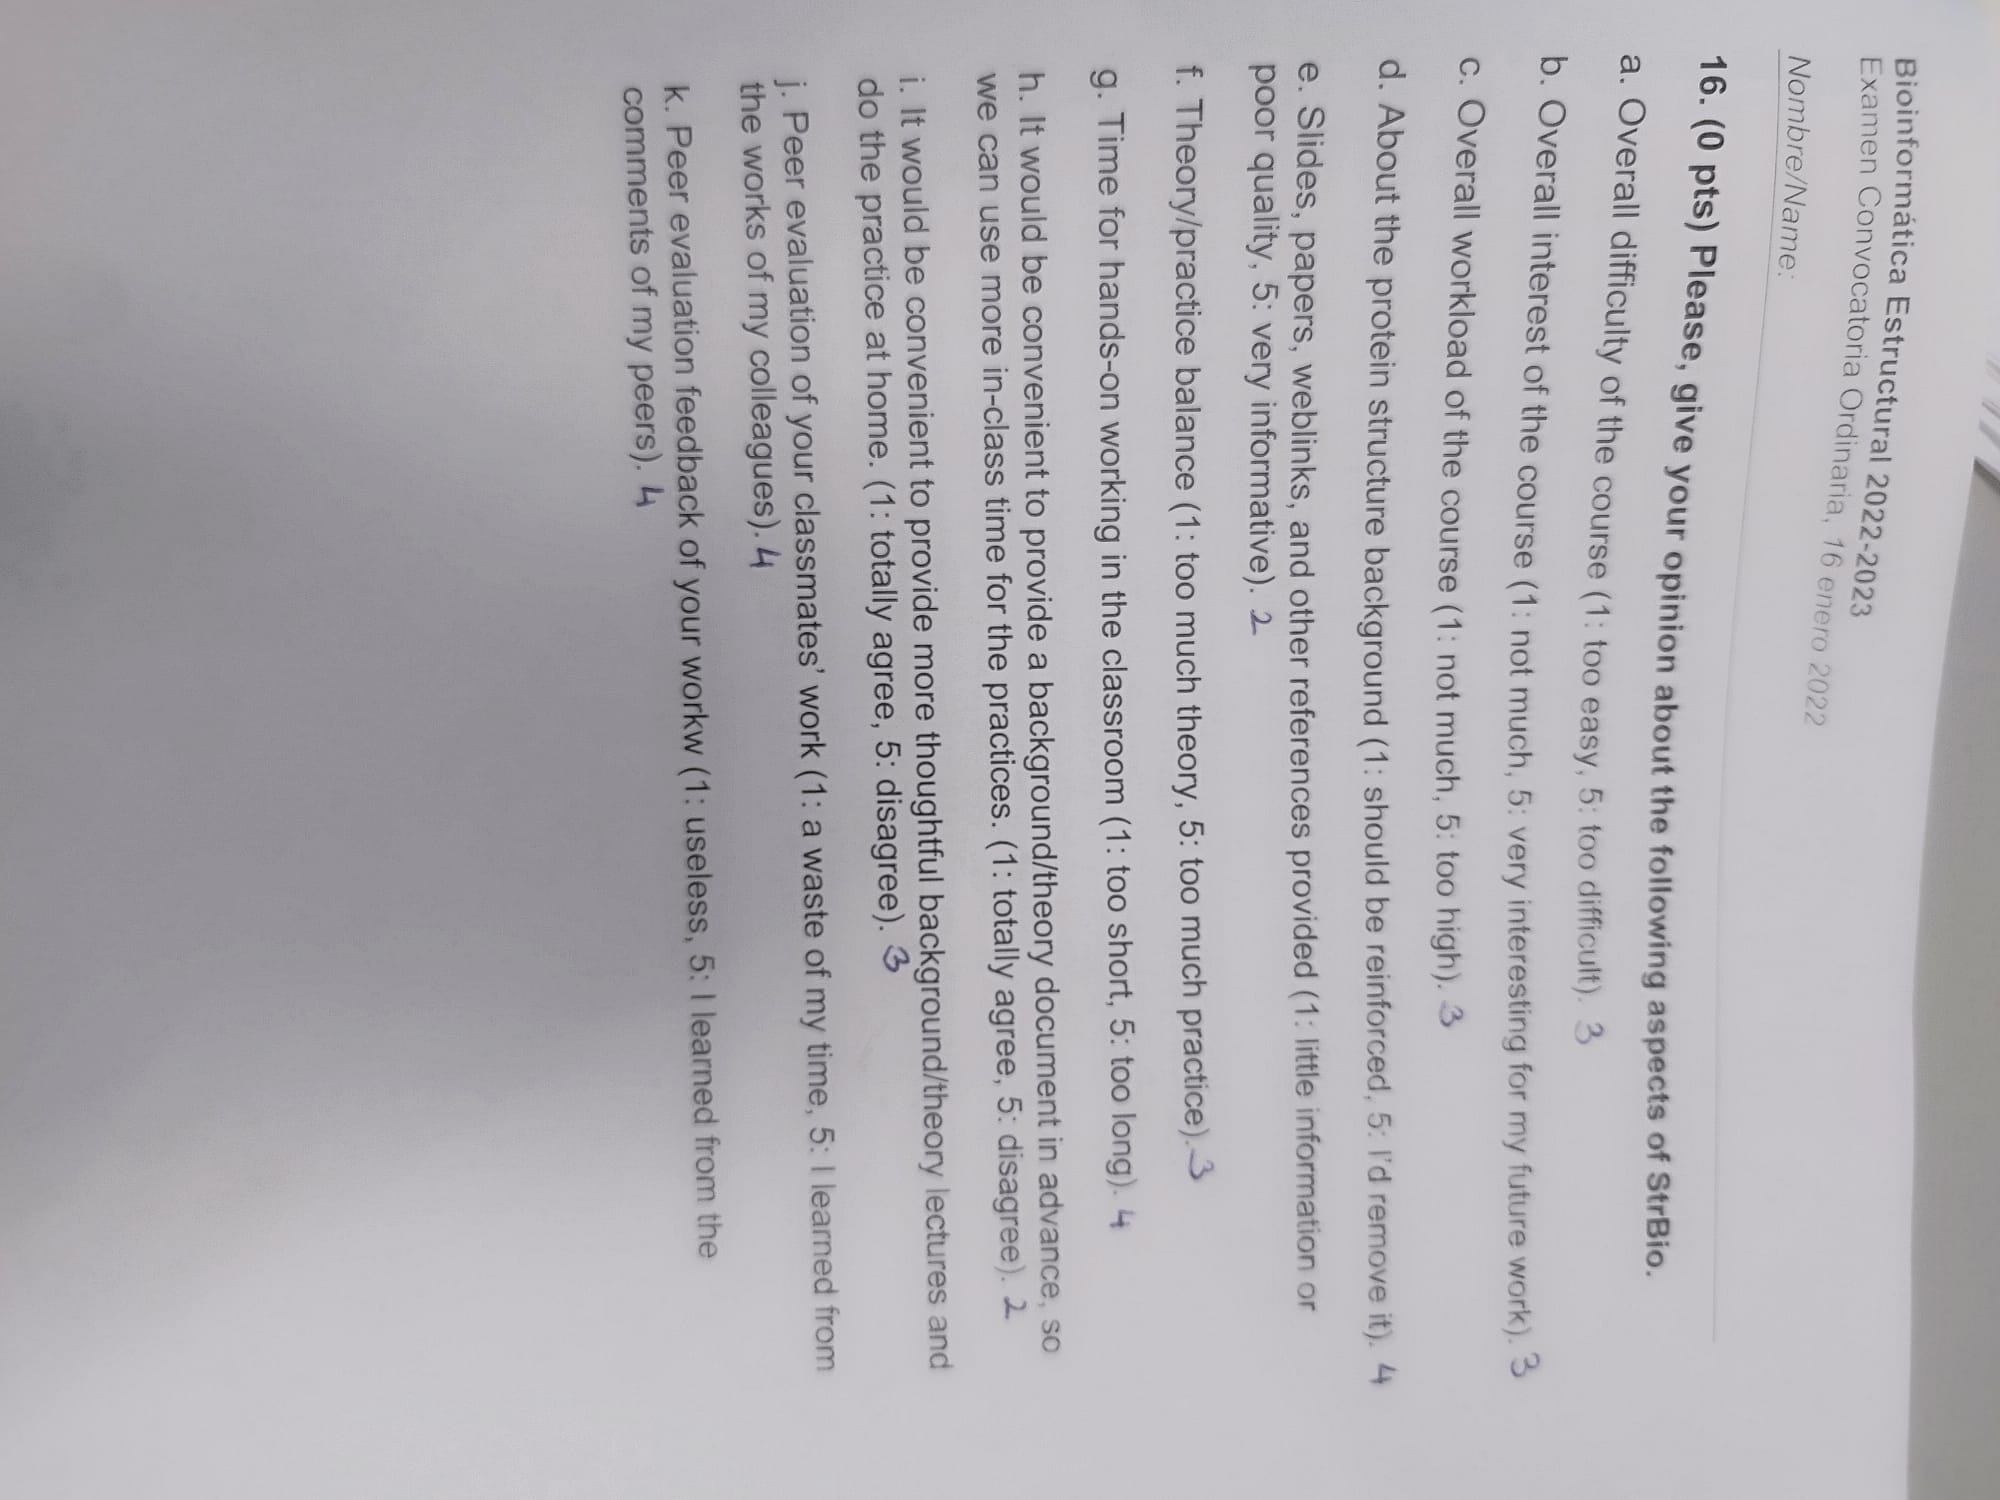 Bioinformática Estructural 2022-2023
Examen Convocatoria Ordinaria, 16 enero 2022
Nombre/Name:
16. (0 pts) Please, give your opinion about the following aspects of StrBio.
a. Overall difficulty of the course (1: too easy, 5: too difficult). 3
b. Overall interest of the course (1: not much, 5: very interesting for my future work). 3
c. Overall workload of the course (1: not much, 5: too high). 3
d. About the protein structure background (1: should be reinforced, 5: I'd remove it). 4
e. Slides, papers, weblinks, and other references provided (1: little information or
poor quality, 5: very informative). 2
f. Theory/practice balance (1: too much theory, 5: too much practice). 3
g. Time for hands-on working in the classroom (1: too short, 5: too long). 4
h. It would be convenient to provide a background/theory document in advance, so
we can use more in-class time for the practices. (1: totally agree, 5: disagree). 2
i. It would be convenient to provide more thoughtful background/theory lectures and
do the practice at home. (1: totally agree, 5: disagree). 3
j. Peer evaluation of your classmates' work (1: a waste of my time, 5: I learned from
the works of my colleagues). 4
k. Peer evaluation feedback of your workw (1: useless, 5: I learned from the
comments of my peers). 4